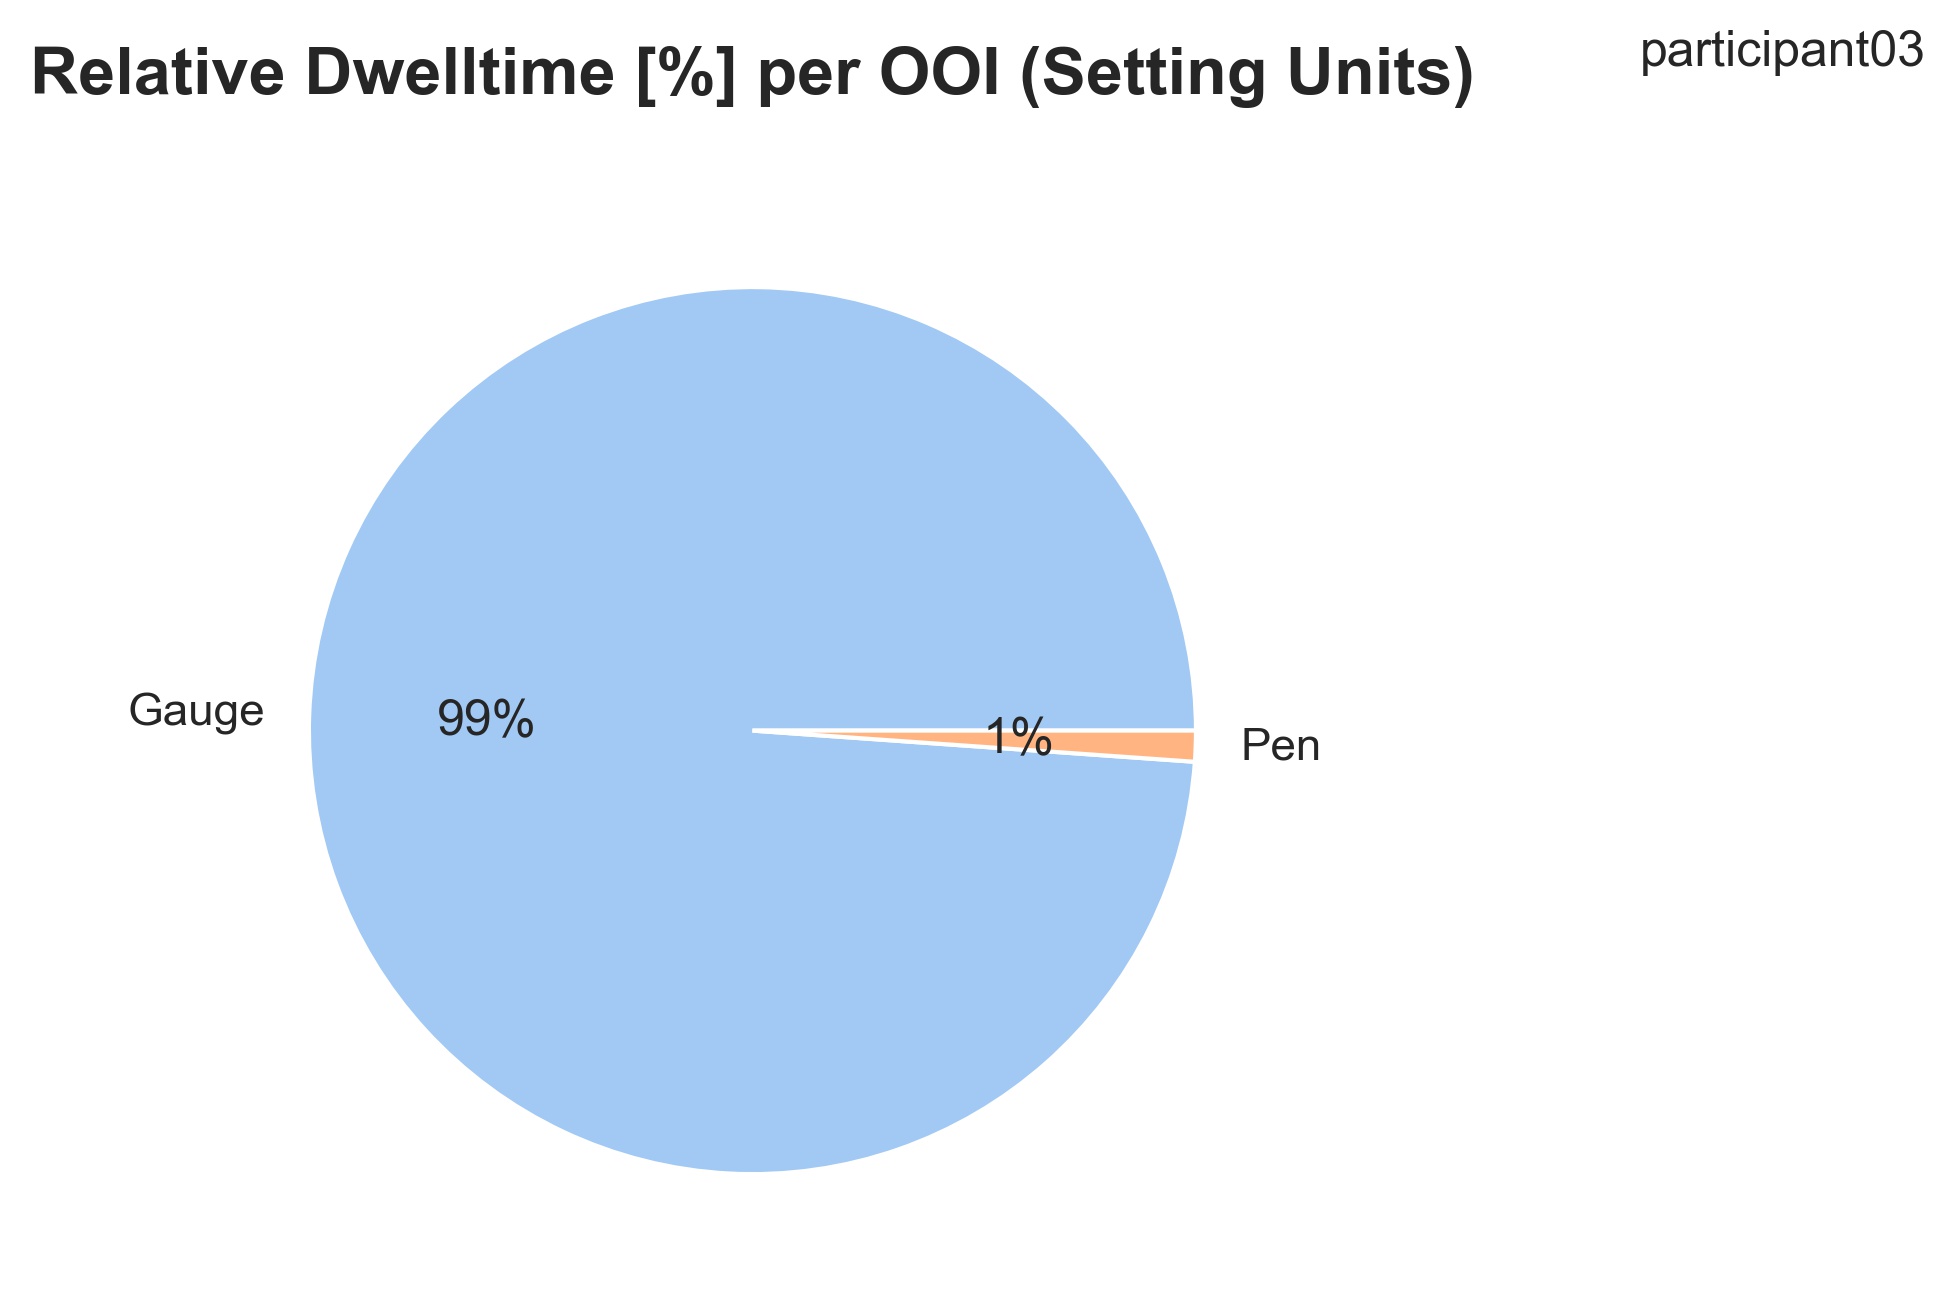 Relative Dwelltime [%] per OOI (Setting Units)
participant03
Gauge
99%
1%
Pen